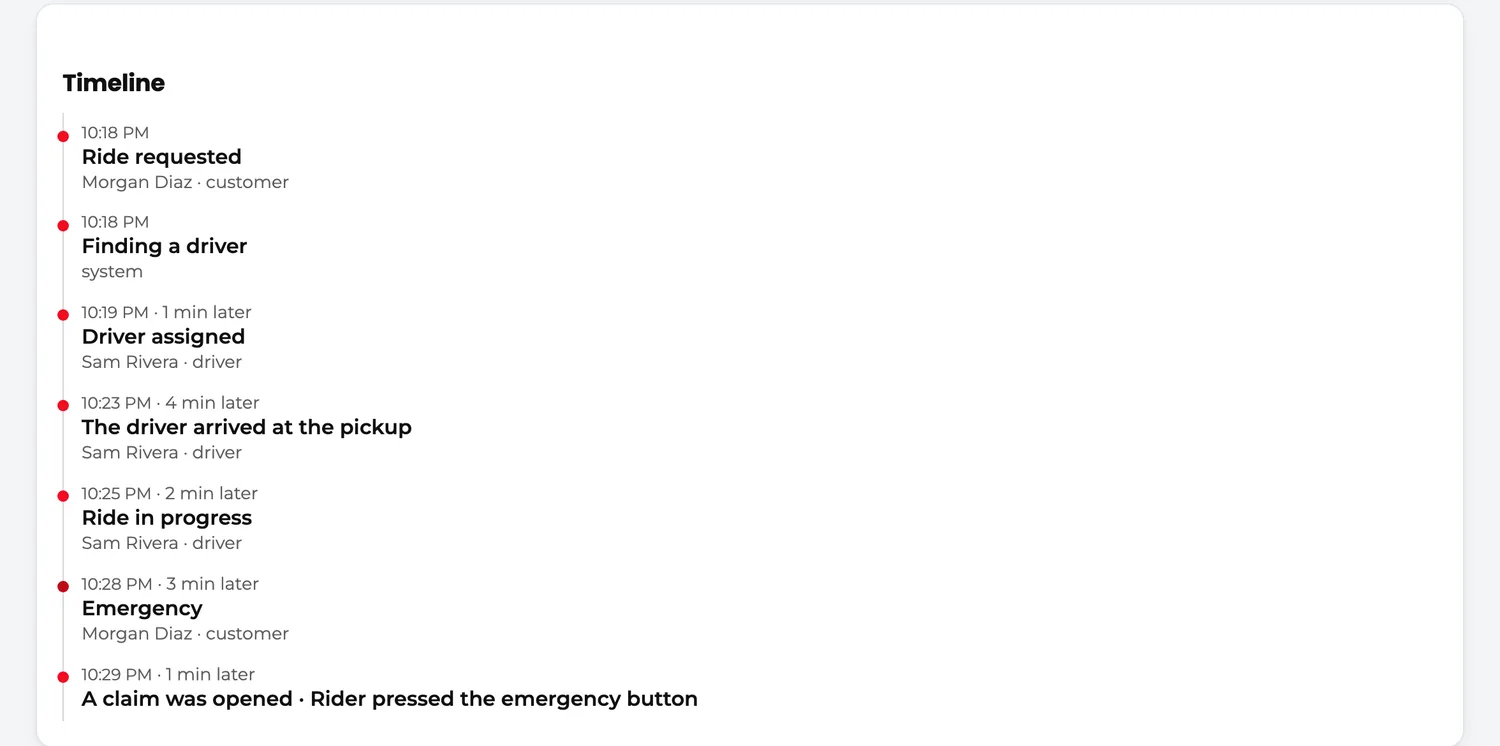 Timeline
10:18 PM
Ride requested
Morgan Diaz · customer
10:18 PM
Finding a driver
system
10:19 PM · 1 min later
Driver assigned
Sam Rivera · driver
10:23 PM · 4 min later
The driver arrived at the pickup
Sam Rivera · driver
10:25 PM · 2 min later
Ride in progress
Sam Rivera · driver
10:28 PM · 3 min later
Emergency
Morgan Diaz · customer
10:29 PM · 1 min later
A claim was opened · Rider pressed the emergency button